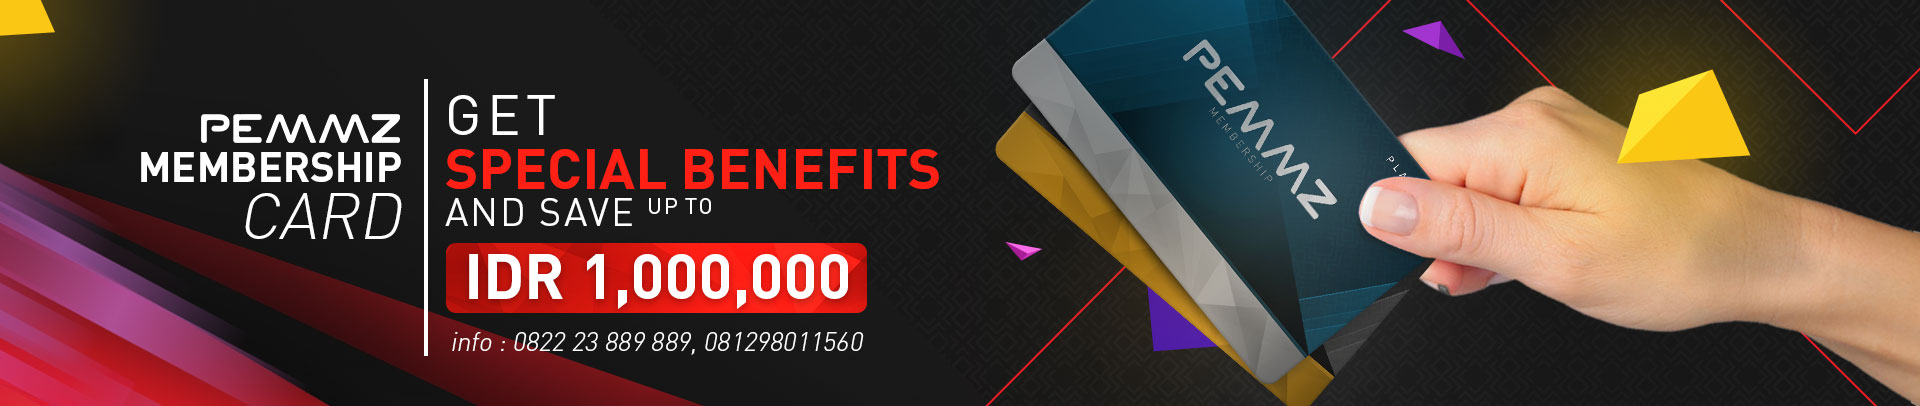 PEMMZ
MEMBERSHIP
CARD
GET
SPECIAL BENEFITS
AND SAVE UP TO
IDR 1,000,000
info : 0822 23 889 889, 081298011560
PEMMZ
MEMBERSHIP